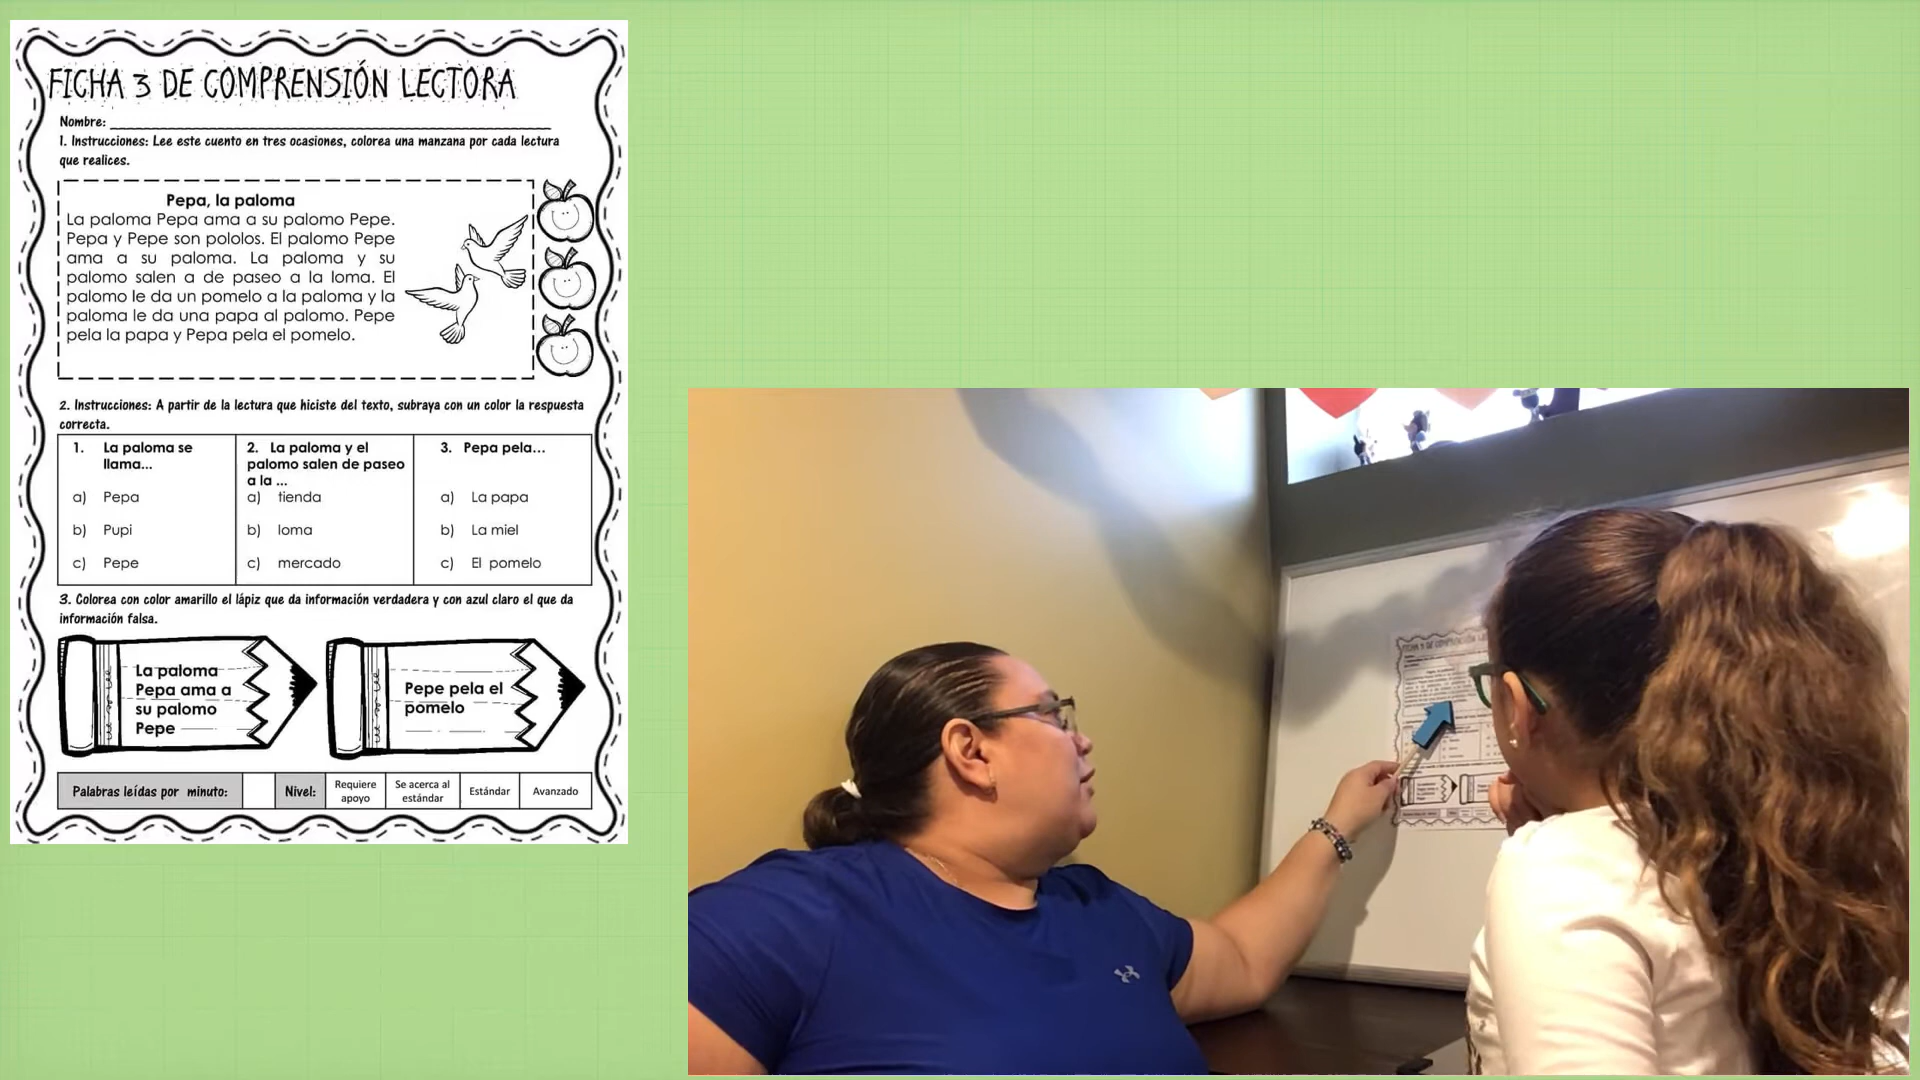 FICHA 3 DE COMPRENSIÓN LECTORA
Nombre:
1. Instrucciones: Lee este cuento en tres ocasiones, colorea una manzana por cada lectura
que realices.
Pepa, la paloma
La paloma Pepa ama a su palomo Pepe.
Pepa y Pepe son pololos. El palomo Pepe
ama a su paloma. La paloma y su
palomo salen a de paseo a la loma. El
palomo le da un pomelo a la paloma y la
paloma le da una papa al palomo. Pepe
pela la papa y Pepa pela el pomelo.
2. Instrucciones: A partir de la lectura que hiciste del texto, subraya con un color la respuesta
correcta.
1. La paloma se
llama...
a) Pepa
b) Pupi
c) Pepe
2. La paloma y el
palomo salen de paseo
a la ...
a) tienda
b) loma
c) mercado
3. Pepa pela...
a) La papa
b) La miel
c) El pomelo
3. Colorea con color amarillo el lápiz que da información verdadera y con azul claro el que da
información falsa.
La paloma
Pepa ama a
su palomo
Pepe
Pepe pela el
pomelo
Palabras leídas por minuto:
Nivel:
Requiere
apoyo
Se acerca al
estándar
Estándar
Avanzado